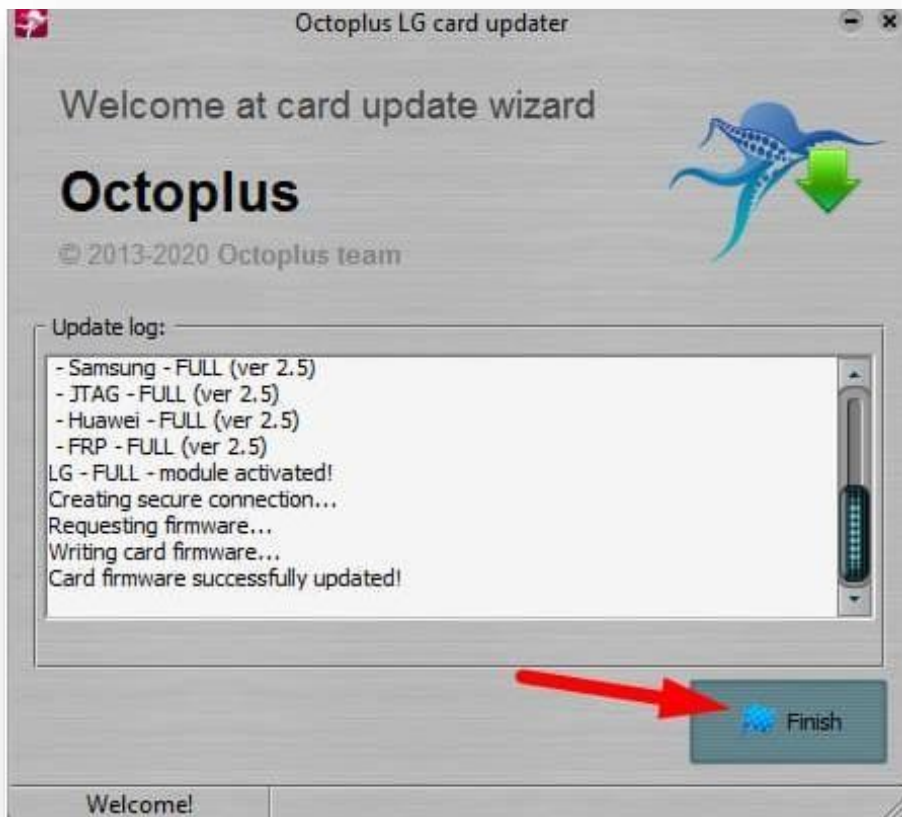 Octoplus LG card updater
Welcome at card update wizard
Octoplus
© 2013-2020 Octoplus team
Update log:
- Samsung - FULL (ver 2.5)
- JTAG - FULL (ver 2.5)
- Huawei - FULL (ver 2.5)
- FRP - FULL (ver 2.5)
LG - FULL - module activated!
Creating secure connection...
Requesting firmware...
Writing card firmware...
Card firmware successfully updated!
Finish
Welcome!